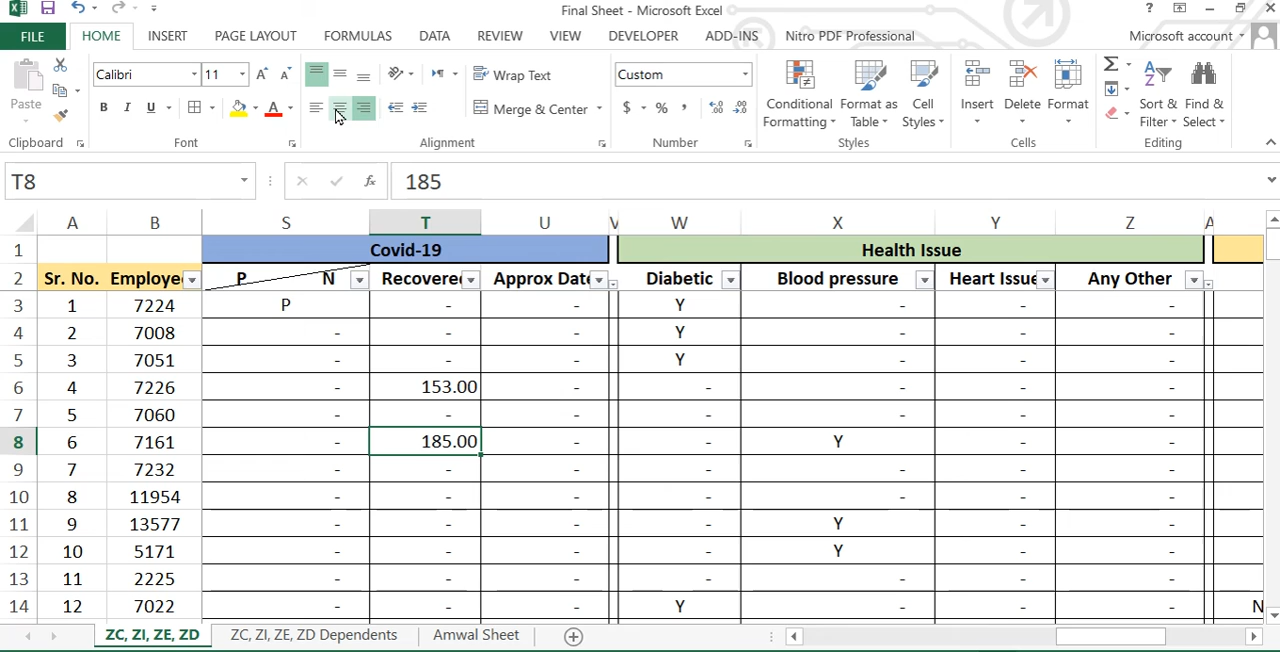 Final Sheet - Microsoft Excel
FILE HOME INSERT PAGE LAYOUT FORMULAS DATA REVIEW VIEW DEVELOPER ADD-INS Nitro PDF Professional Microsoft account
Calibri 11 Wrap Text Custom
Paste B I U Merge & Center $ % , Conditional Formatting Format as Table Cell Styles Insert Delete Format Sort & Filter Find & Select
Clipboard Font Alignment Number Styles Cells Editing
T8 fx 185
A B S T U V W X Y Z A
1 Covid-19 Health Issue
2 Sr. No. Employe P N Recovered Approx Date Diabetic Blood pressure Heart Issue Any Other
3 1 7224 P - - Y - - -
4 2 7008 - - - Y - - -
5 3 7051 - - - Y - - -
6 4 7226 - 153.00 - - - - -
7 5 7060 - - - - - - -
8 6 7161 - 185.00 - - Y - -
9 7 7232 - - - - - - -
10 8 11954 - - - - - - -
11 9 13577 - - - - Y - -
12 10 5171 - - - - Y - -
13 11 2225 - - - - - - -
14 12 7022 - - - Y - - - N
ZC, ZI, ZE, ZD ZC, ZI, ZE, ZD Dependents Amwal Sheet